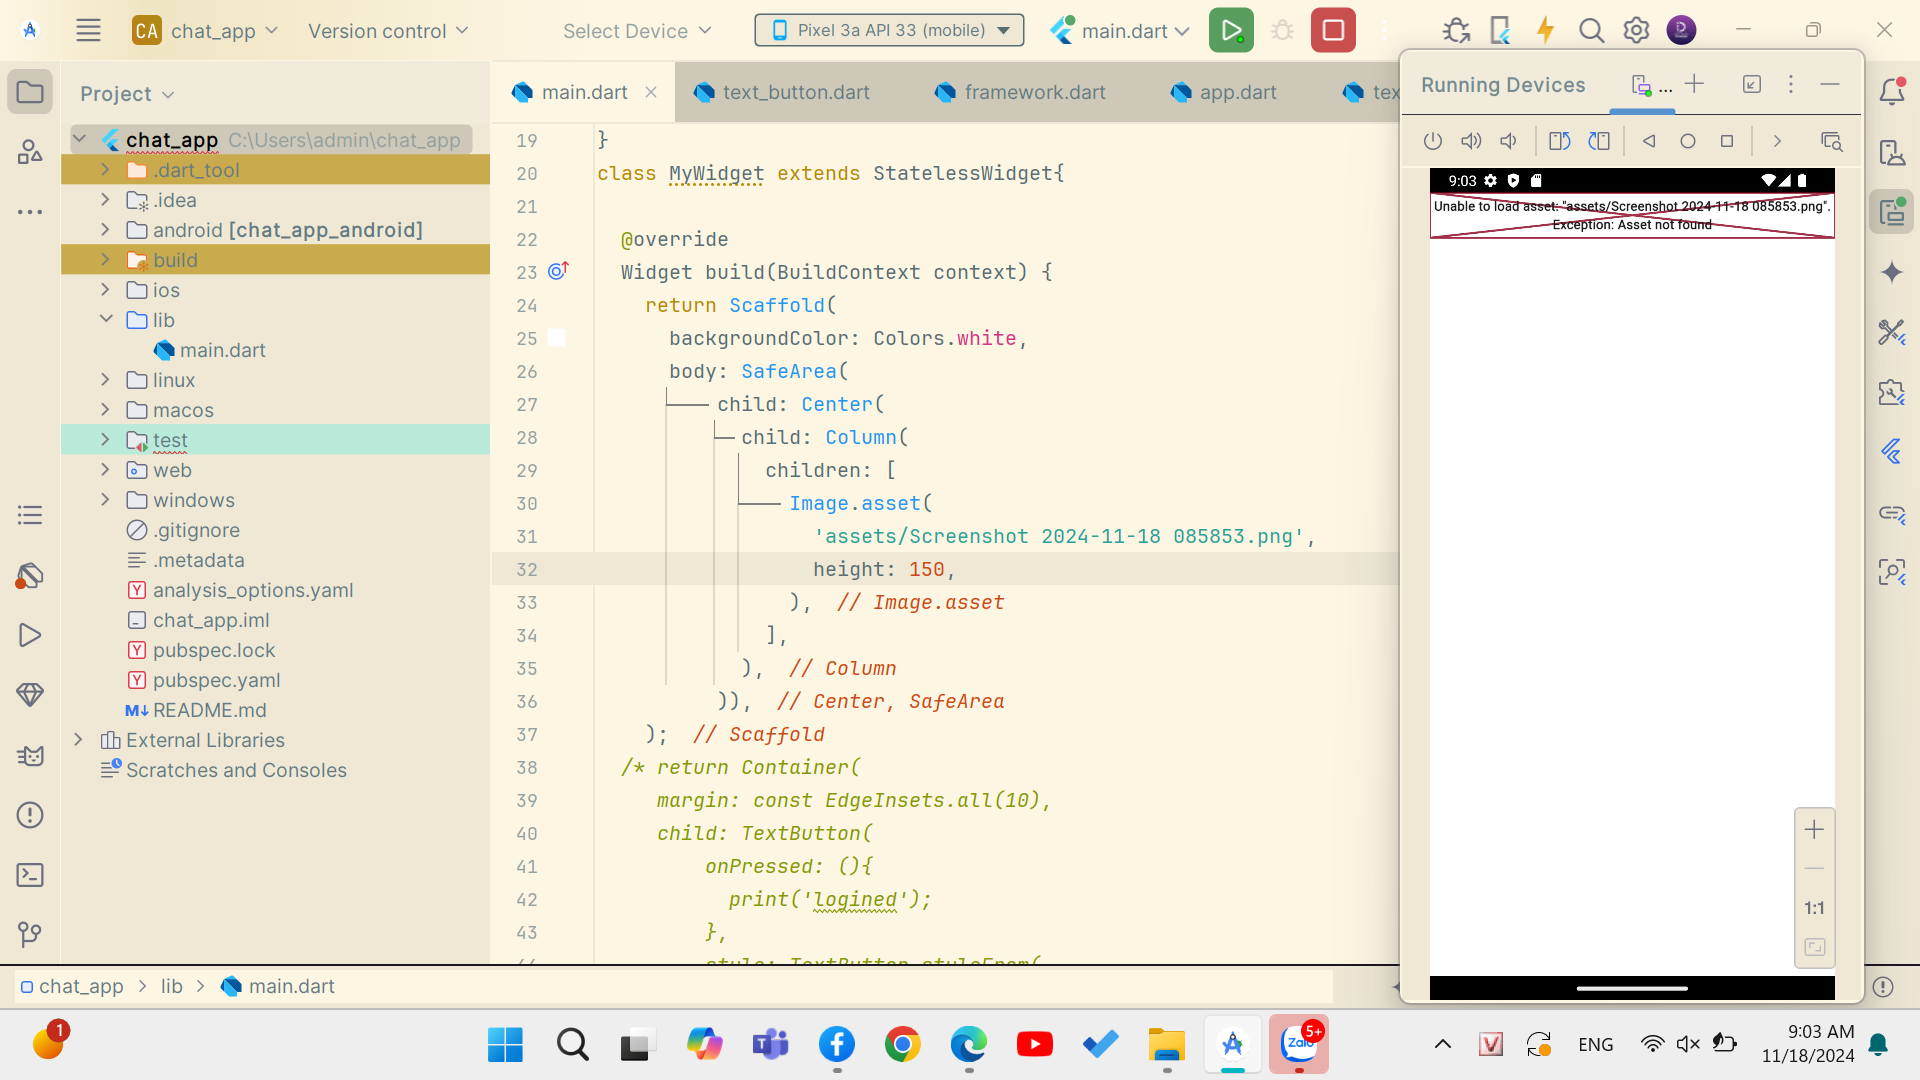 CA chat_app
Version control
Select Device
Pixel 3a API 33 (mobile)
main.dart
Project
main.dart
text_button.dart
framework.dart
app.dart
tex
Running Devices
...
chat_app C:\Users\admin\chat_app
.dart_tool
.idea
android [chat_app_android]
build
ios
lib
main.dart
linux
macos
test
web
windows
.gitignore
.metadata
analysis_options.yaml
chat_app.iml
pubspec.lock
pubspec.yaml
M↓ README.md
External Libraries
Scratches and Consoles
19 }
20 class MyWidget extends StatelessWidget{
21
22 @override
23 Widget build(BuildContext context) {
24 return Scaffold(
25 backgroundColor: Colors.white,
26 body: SafeArea(
27 child: Center(
28 child: Column(
29 children: [
30 Image.asset(
31 'assets/Screenshot 2024-11-18 085853.png',
32 height: 150,
33 ), // Image.asset
34 ],
35 ), // Column
36 )), // Center, SafeArea
37 ); // Scaffold
38 /* return Container(
39 margin: const EdgeInsets.all(10),
40 child: TextButton(
41 onPressed: (){
42 print('logined');
43 },
9:03
Unable to load asset: "assets/Screenshot 2024-11-18 085853.png".
Exception: Asset not found
1:1
chat_app > lib > main.dart
1
Zalo
5+
V
ENG
9:03 AM
11/18/2024